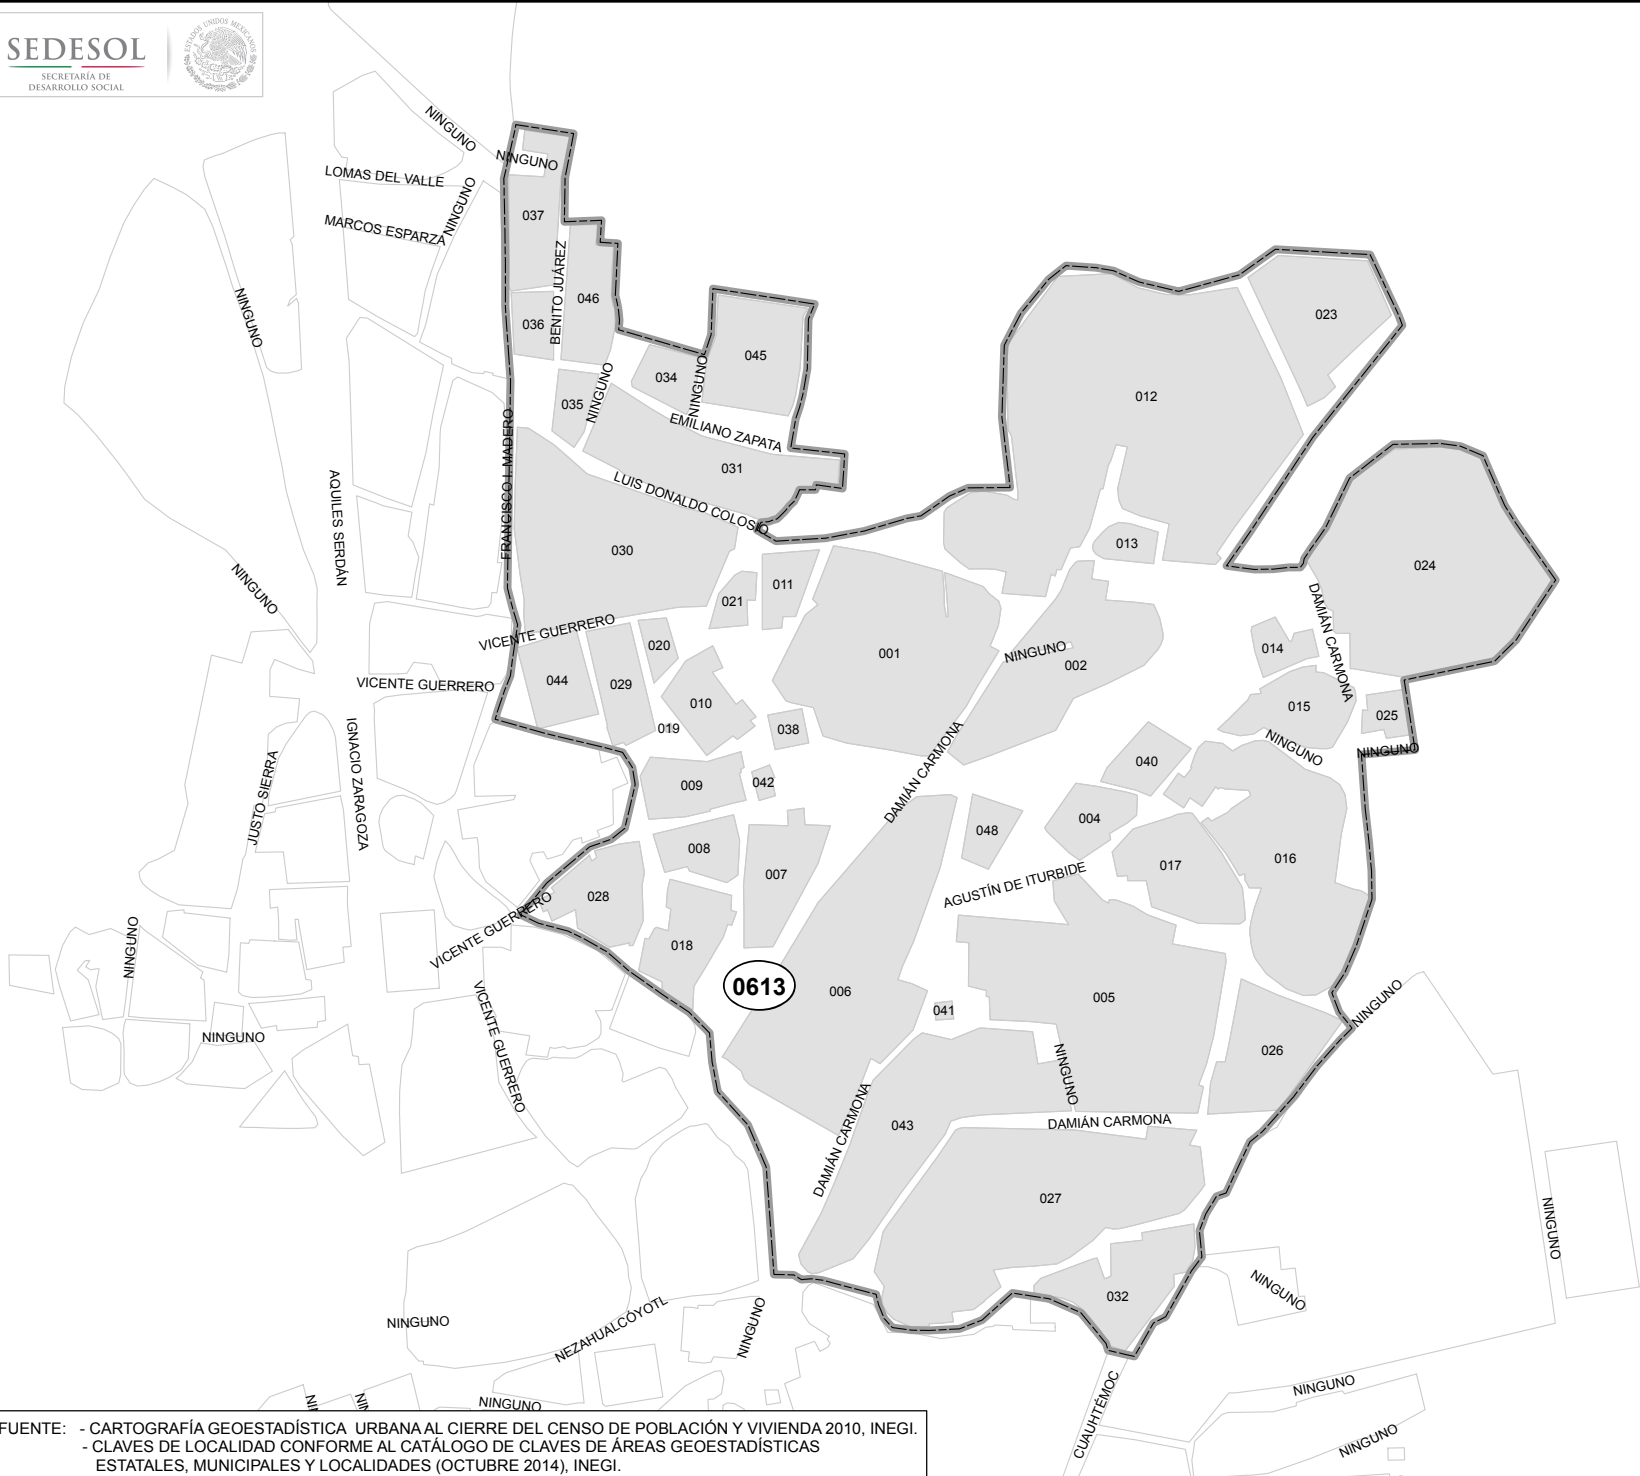 SEDESOL
SECRETARÍA DE
DESARROLLO SOCIAL
ESTADOS UNIDOS MEXICANOS
NINGUNO
NINGUNO
LOMAS DEL VALLE
NINGUNO
MARCOS ESPARZA
037
BENITO JUÁREZ
046
036
NINGUNO
023
045
034
NINGUNO
012
035
NINGUNO
FRANCISCO I. MADERO
EMILIANO ZAPATA
031
LUIS DONALDO COLOSIO
AQUILES SERDÁN
030
013
024
NINGUNO
011
021
DAMIÁN CARMONA
VICENTE GUERRERO
020
001
NINGUNO
002
014
044
029
VICENTE GUERRERO
010
015
025
019
038
IGNACIO ZARAGOZA
NINGUNO
NINGUNO
JUSTO SIERRA
DAMIÁN CARMONA
040
009
042
004
048
008
007
017
016
AGUSTÍN DE ITURBIDE
028
VICENTE GUERRERO
018
NINGUNO
0613
006
005
041
NINGUNO
VICENTE GUERRERO
NINGUNO
026
NINGUNO
043
DAMIÁN CARMONA
DAMIÁN CARMONA
027
NINGUNO
032
NINGUNO
NINGUNO
NEZAHUALCÓYOTL
NINGUNO
NINGUNO
NINGUNO
CUAUHTÉMOC
NINGUNO
FUENTE: - CARTOGRAFÍA GEOESTADÍSTICA URBANA AL CIERRE DEL CENSO DE POBLACIÓN Y VIVIENDA 2010, INEGI.
- CLAVES DE LOCALIDAD CONFORME AL CATÁLOGO DE CLAVES DE ÁREAS GEOESTADÍSTICAS
ESTATALES, MUNICIPALES Y LOCALIDADES (OCTUBRE 2014), INEGI.